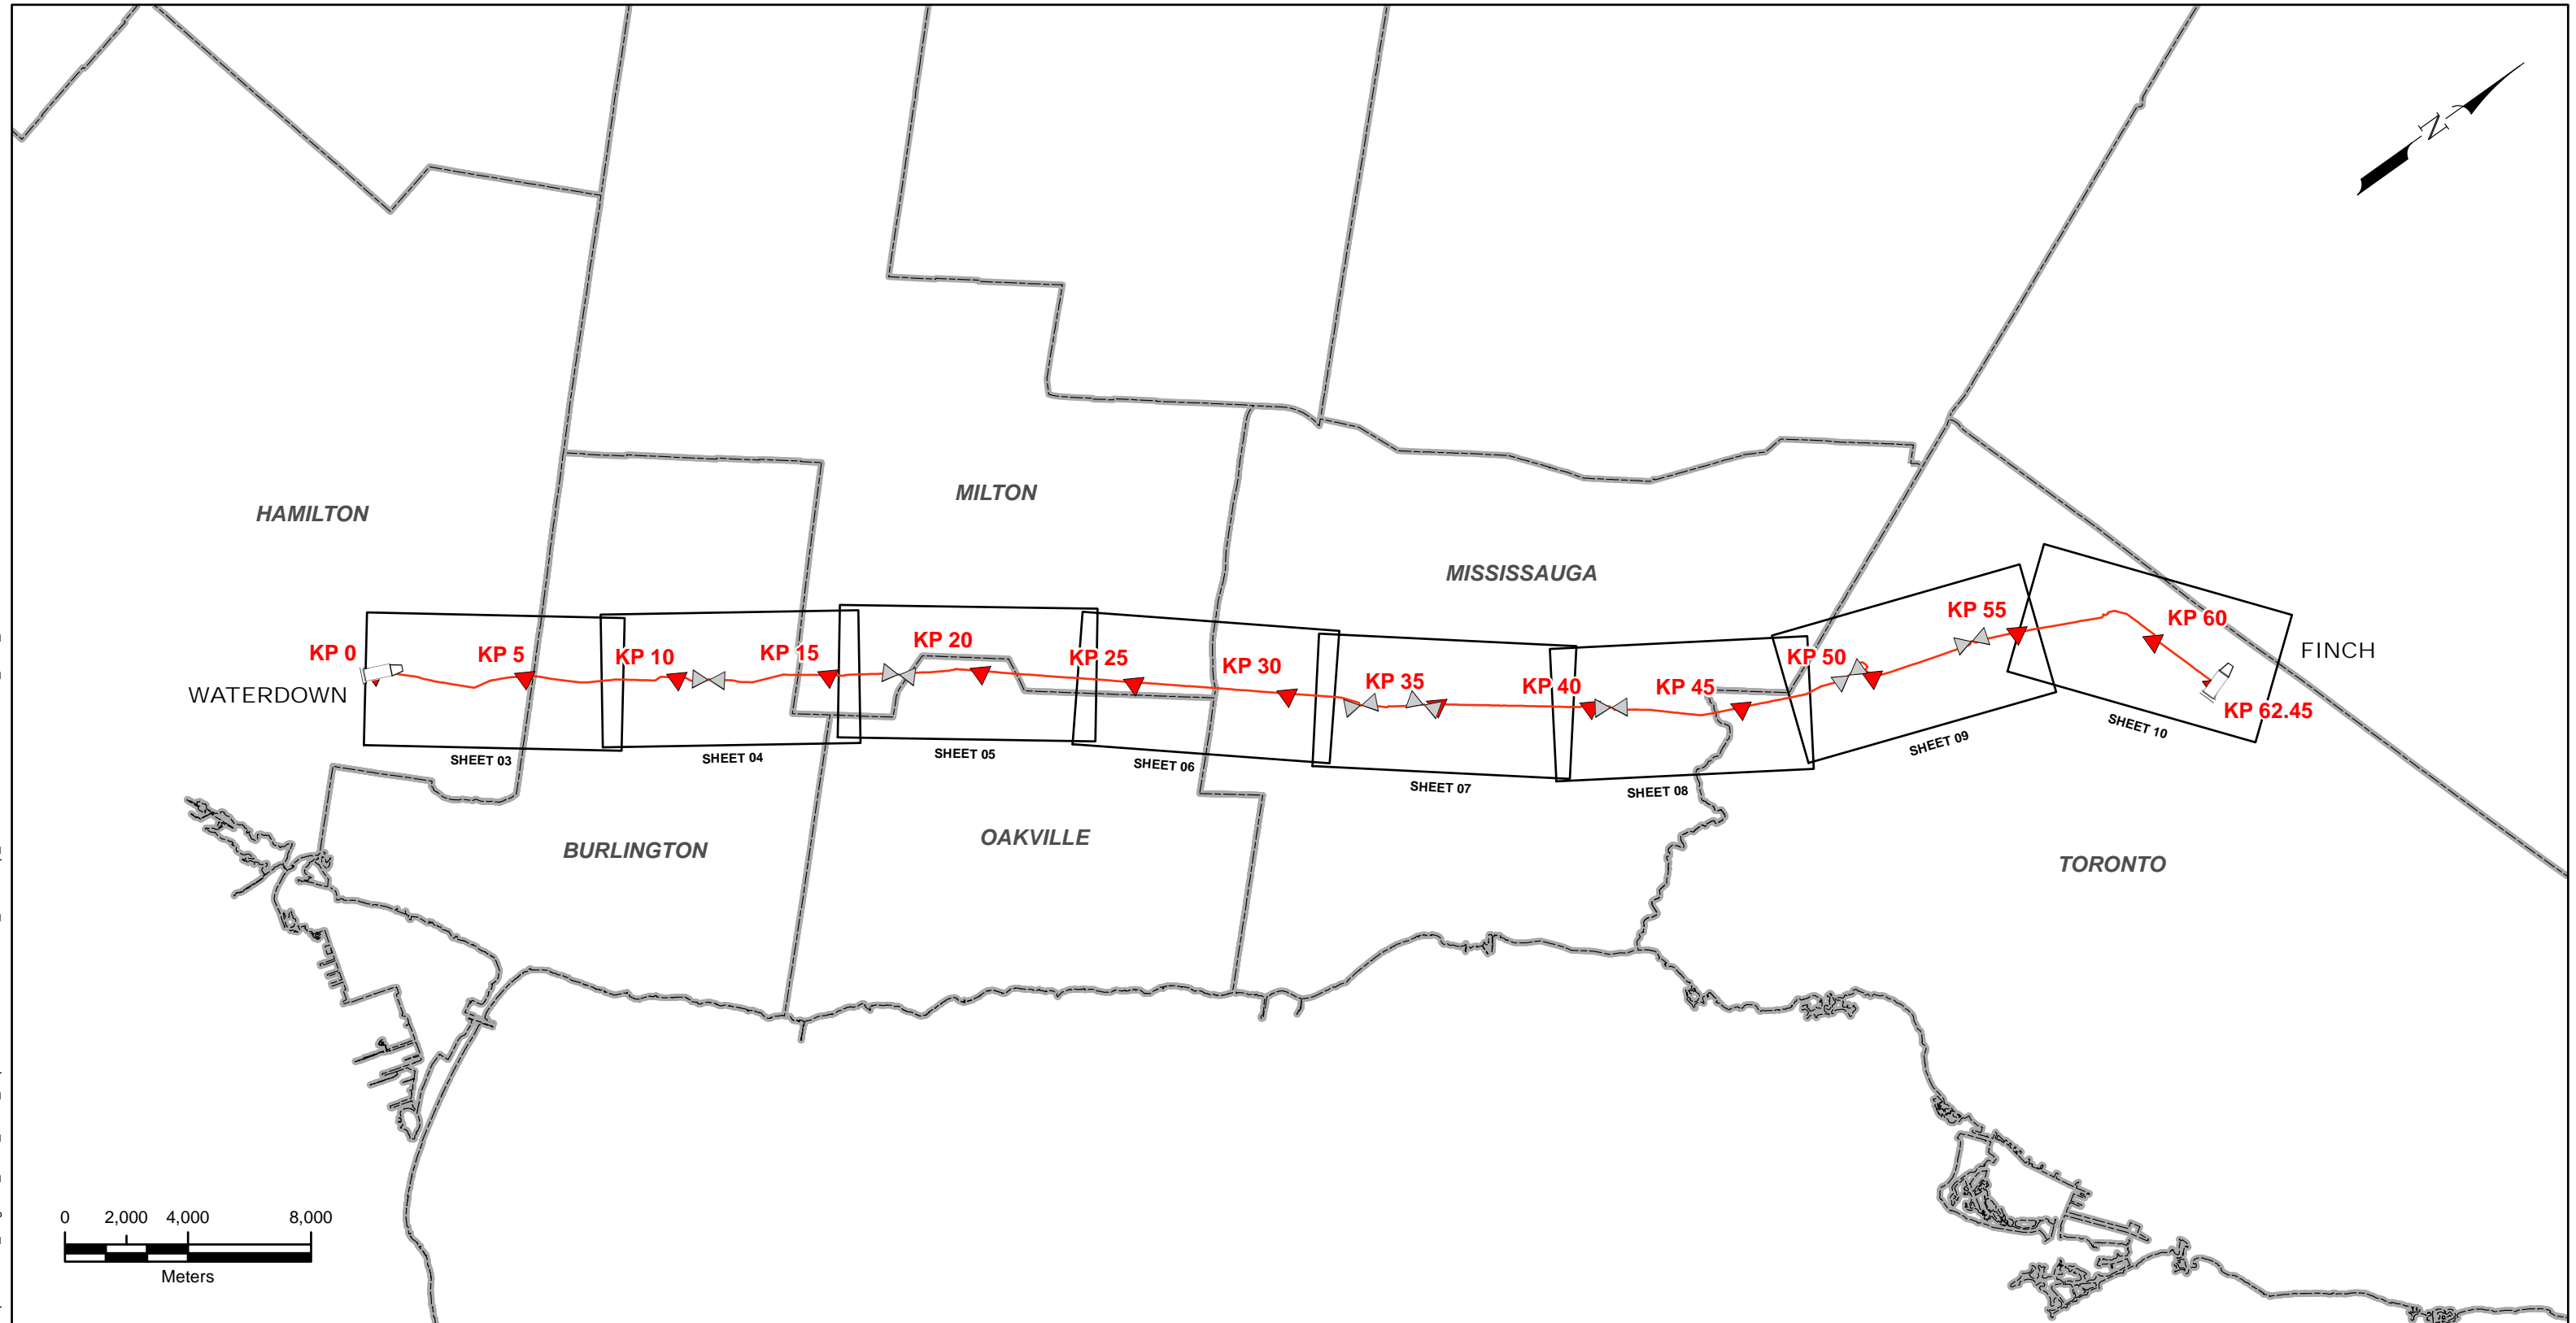 N
HAMILTON
MILTON
MISSISSAUGA
KP 0
KP 5
KP 10
KP 15
KP 20
KP 25
KP 30
KP 35
KP 40
KP 45
KP 50
KP 55
KP 60
FINCH
WATERDOWN
KP 62.45
SHEET 03
SHEET 04
SHEET 05
SHEET 06
SHEET 07
SHEET 08
SHEET 09
SHEET 10
BURLINGTON
OAKVILLE
TORONTO
0 2,000 4,000 8,000
Meters